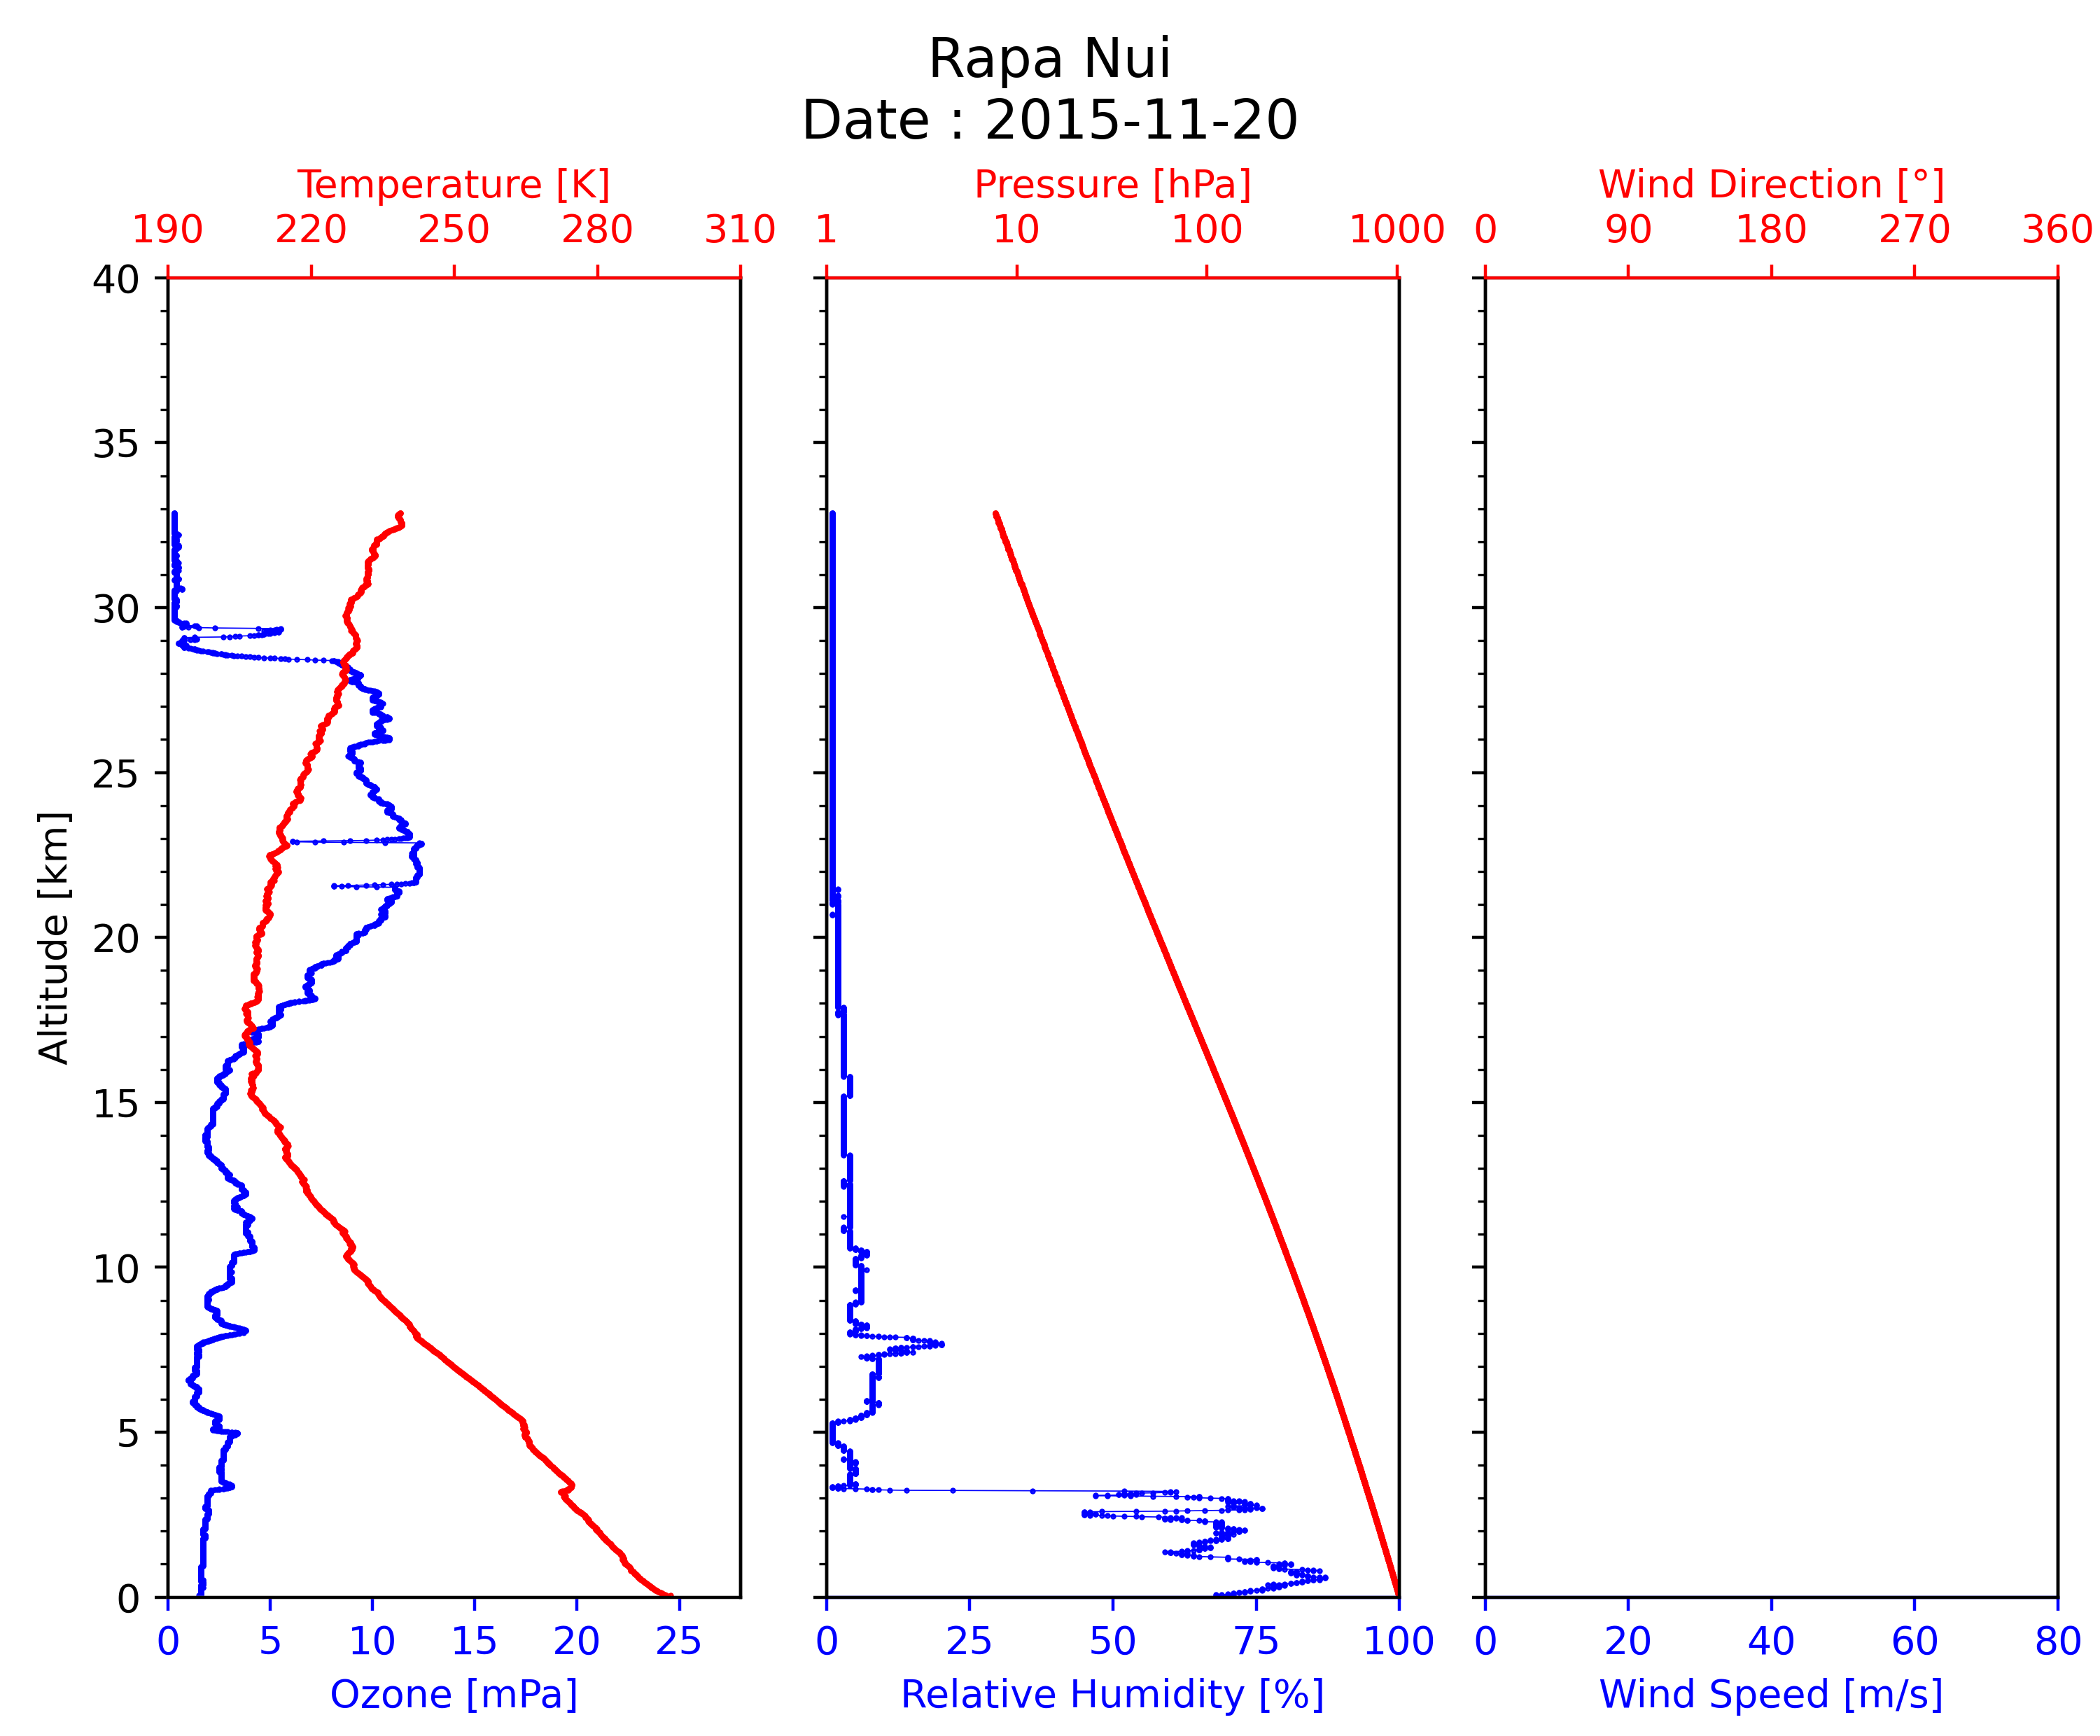 Rapa Nui
Date : 2015-11-20
Temperature [K]
190 220 250 280 310
Pressure [hPa]
1 10 100 1000
Wind Direction [°]
0 90 180 270 360
Altitude [km]
40
35
30
25
20
15
10
5
0
0 5 10 15 20 25
Ozone [mPa]
0 25 50 75 100
Relative Humidity [%]
0 20 40 60 80
Wind Speed [m/s]